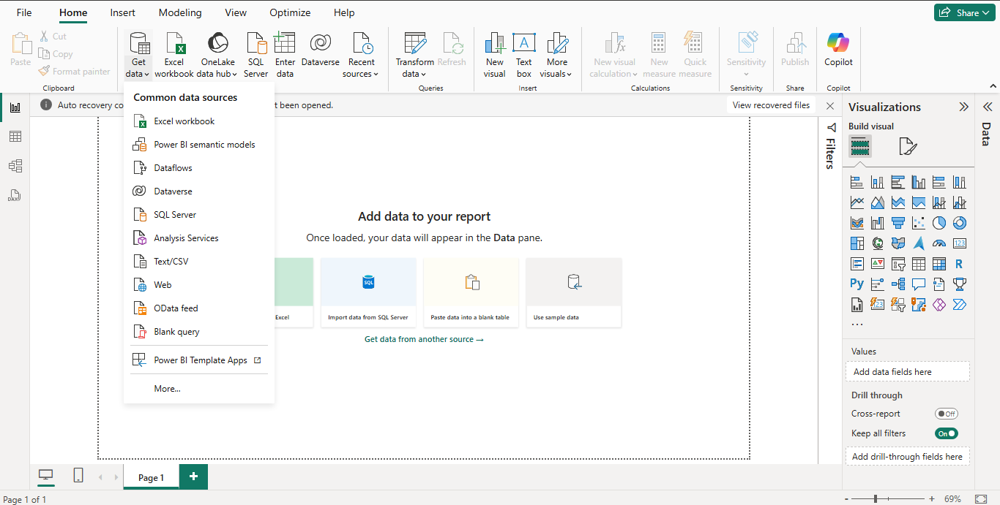 File Home Insert Modeling View Optimize Help Share
Paste
Cut
Copy
Format painter
Clipboard
Get data
Excel workbook
OneLake data hub
SQL Server
Enter data
Dataverse
Recent sources
Transform data
Refresh
Queries
New visual
Text box
More visuals
Insert
New visual calculation
New measure
Quick measure
Calculations
Sensitivity
Sensitivity
Publish
Share
Copilot
Copilot
Auto recovery co
t been opened.
View recovered files
Common data sources
Excel workbook
Power BI semantic models
Dataflows
Dataverse
SQL Server
Analysis Services
Text/CSV
Web
OData feed
Blank query
Power BI Template Apps
More...
Add data to your report
Once loaded, your data will appear in the Data pane.
Excel
SQL
Import data from SQL Server
Paste data into a blank table
Use sample data
Get data from another source →
Filters
Visualizations
Build visual
123
R
Py
123
...
Values
Add data fields here
Drill through
Cross-report Off
Keep all filters On
Add drill-through fields here
Data
DAX
Page 1
+
Page 1 of 1
- + 69%